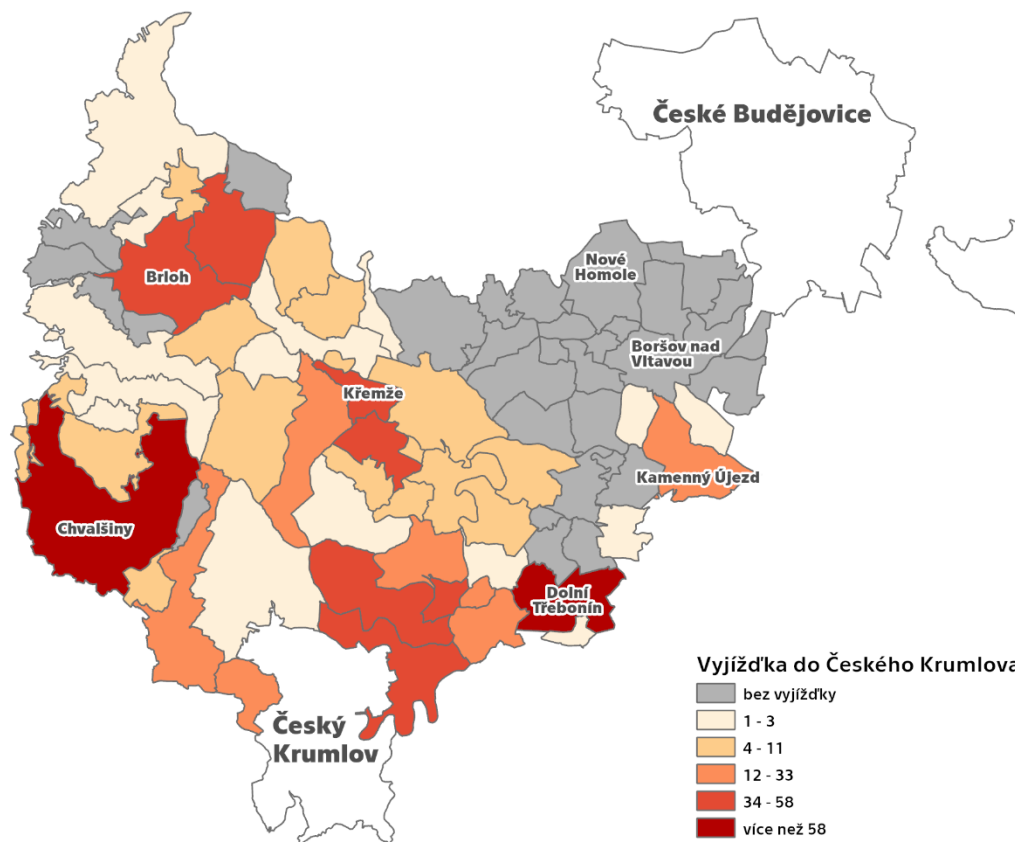 České Budějovice
Nové
Homole
Brloh
Boršov nad
Vltavou
Křemže
Kamenný Újezd
Chvalšiny
Dolní
Třebonín
Český
Krumlov
Vyjížďka do Českého Krumlova
bez vyjížďky
1 - 3
4 - 11
12 - 33
34 - 58
více než 58